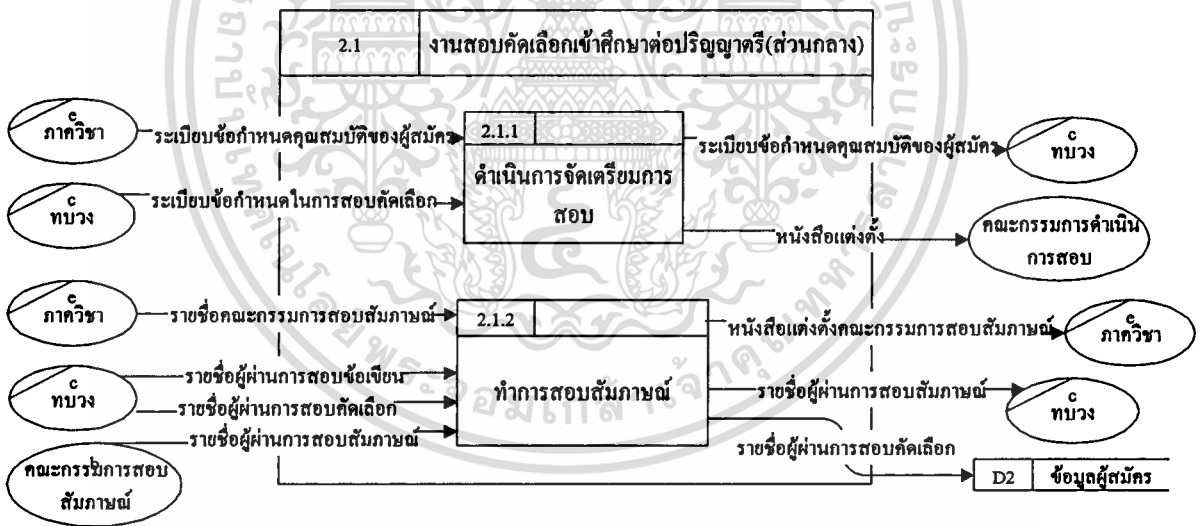 2.1 งานสอบคัดเลือกเข้าศึกษาต่อปริญญาตรี(ส่วนกลาง)
e
ภาควิชา
ระเบียบข้อกำหนดคุณสมบัติของผู้สมัคร
2.1.1
ดำเนินการจัดเตรียมการ
สอบ
ระเบียบข้อกำหนดคุณสมบัติของผู้สมัคร
c
ทบวง
c
ทบวง
ระเบียบข้อกำหนดในการสอบคัดเลือก
หนังสือแต่งตั้ง
คณะกรรมการดำเนิน
การสอบ
e
ภาควิชา
รายชื่อคณะกรรมการสอบสัมภาษณ์
2.1.2
ทำการสอบสัมภาษณ์
หนังสือแต่งตั้งคณะกรรมการสอบสัมภาษณ์
e
ภาควิชา
c
ทบวง
รายชื่อผู้ผ่านการสอบข้อเขียน
รายชื่อผู้ผ่านการสอบคัดเลือก
รายชื่อผู้ผ่านการสอบสัมภาษณ์
รายชื่อผู้ผ่านการสอบสัมภาษณ์
c
ทบวง
b
คณะกรรมการสอบ
สัมภาษณ์
รายชื่อผู้ผ่านการสอบคัดเลือก
D2 ข้อมูลผู้สมัคร